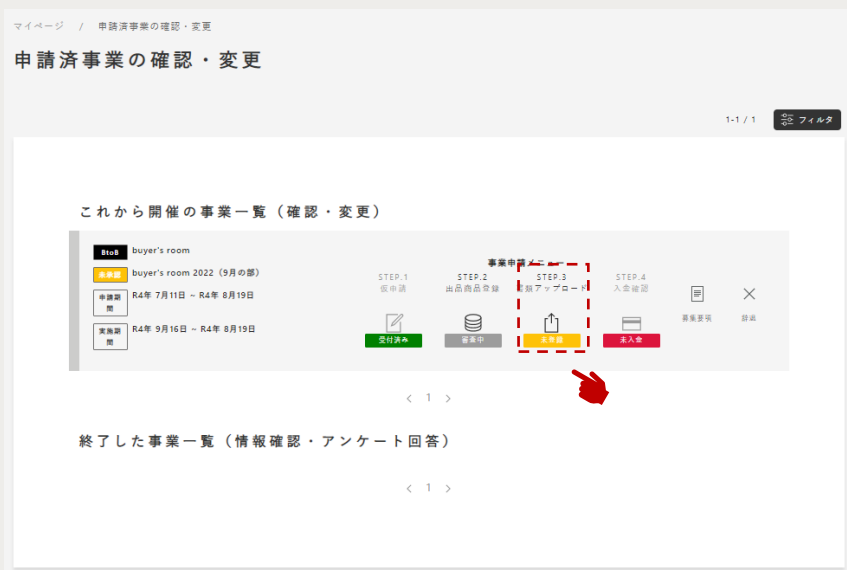 マイページ / 申請済事業の確認・変更
申請済事業の確認・変更
1-1 / 1 フィルタ
これから開催の事業一覧（確認・変更）
BtoB buyer's room
未承認 buyer's room 2022（9月の部）
申請期間 R4年 7月11日 ~ R4年 8月19日
実施期間 R4年 9月16日 ~ R4年 8月19日
事業申請メニュー
STEP.1 STEP.2 STEP.3 STEP.4
仮申請 出品商品登録 書類アップロード 入金確認
募集要項 辞退
受付済み 審査中 未承認 未入金
< 1 >
終了した事業一覧（情報確認・アンケート回答）
< 1 >